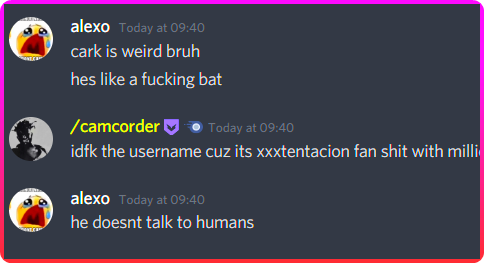 alexo Today at 09:40
cark is weird bruh
hes like a fucking bat
/camcorder Today at 09:40
idfk the username cuz its xxxtentacion fan shit with milli
alexo Today at 09:40
he doesnt talk to humans